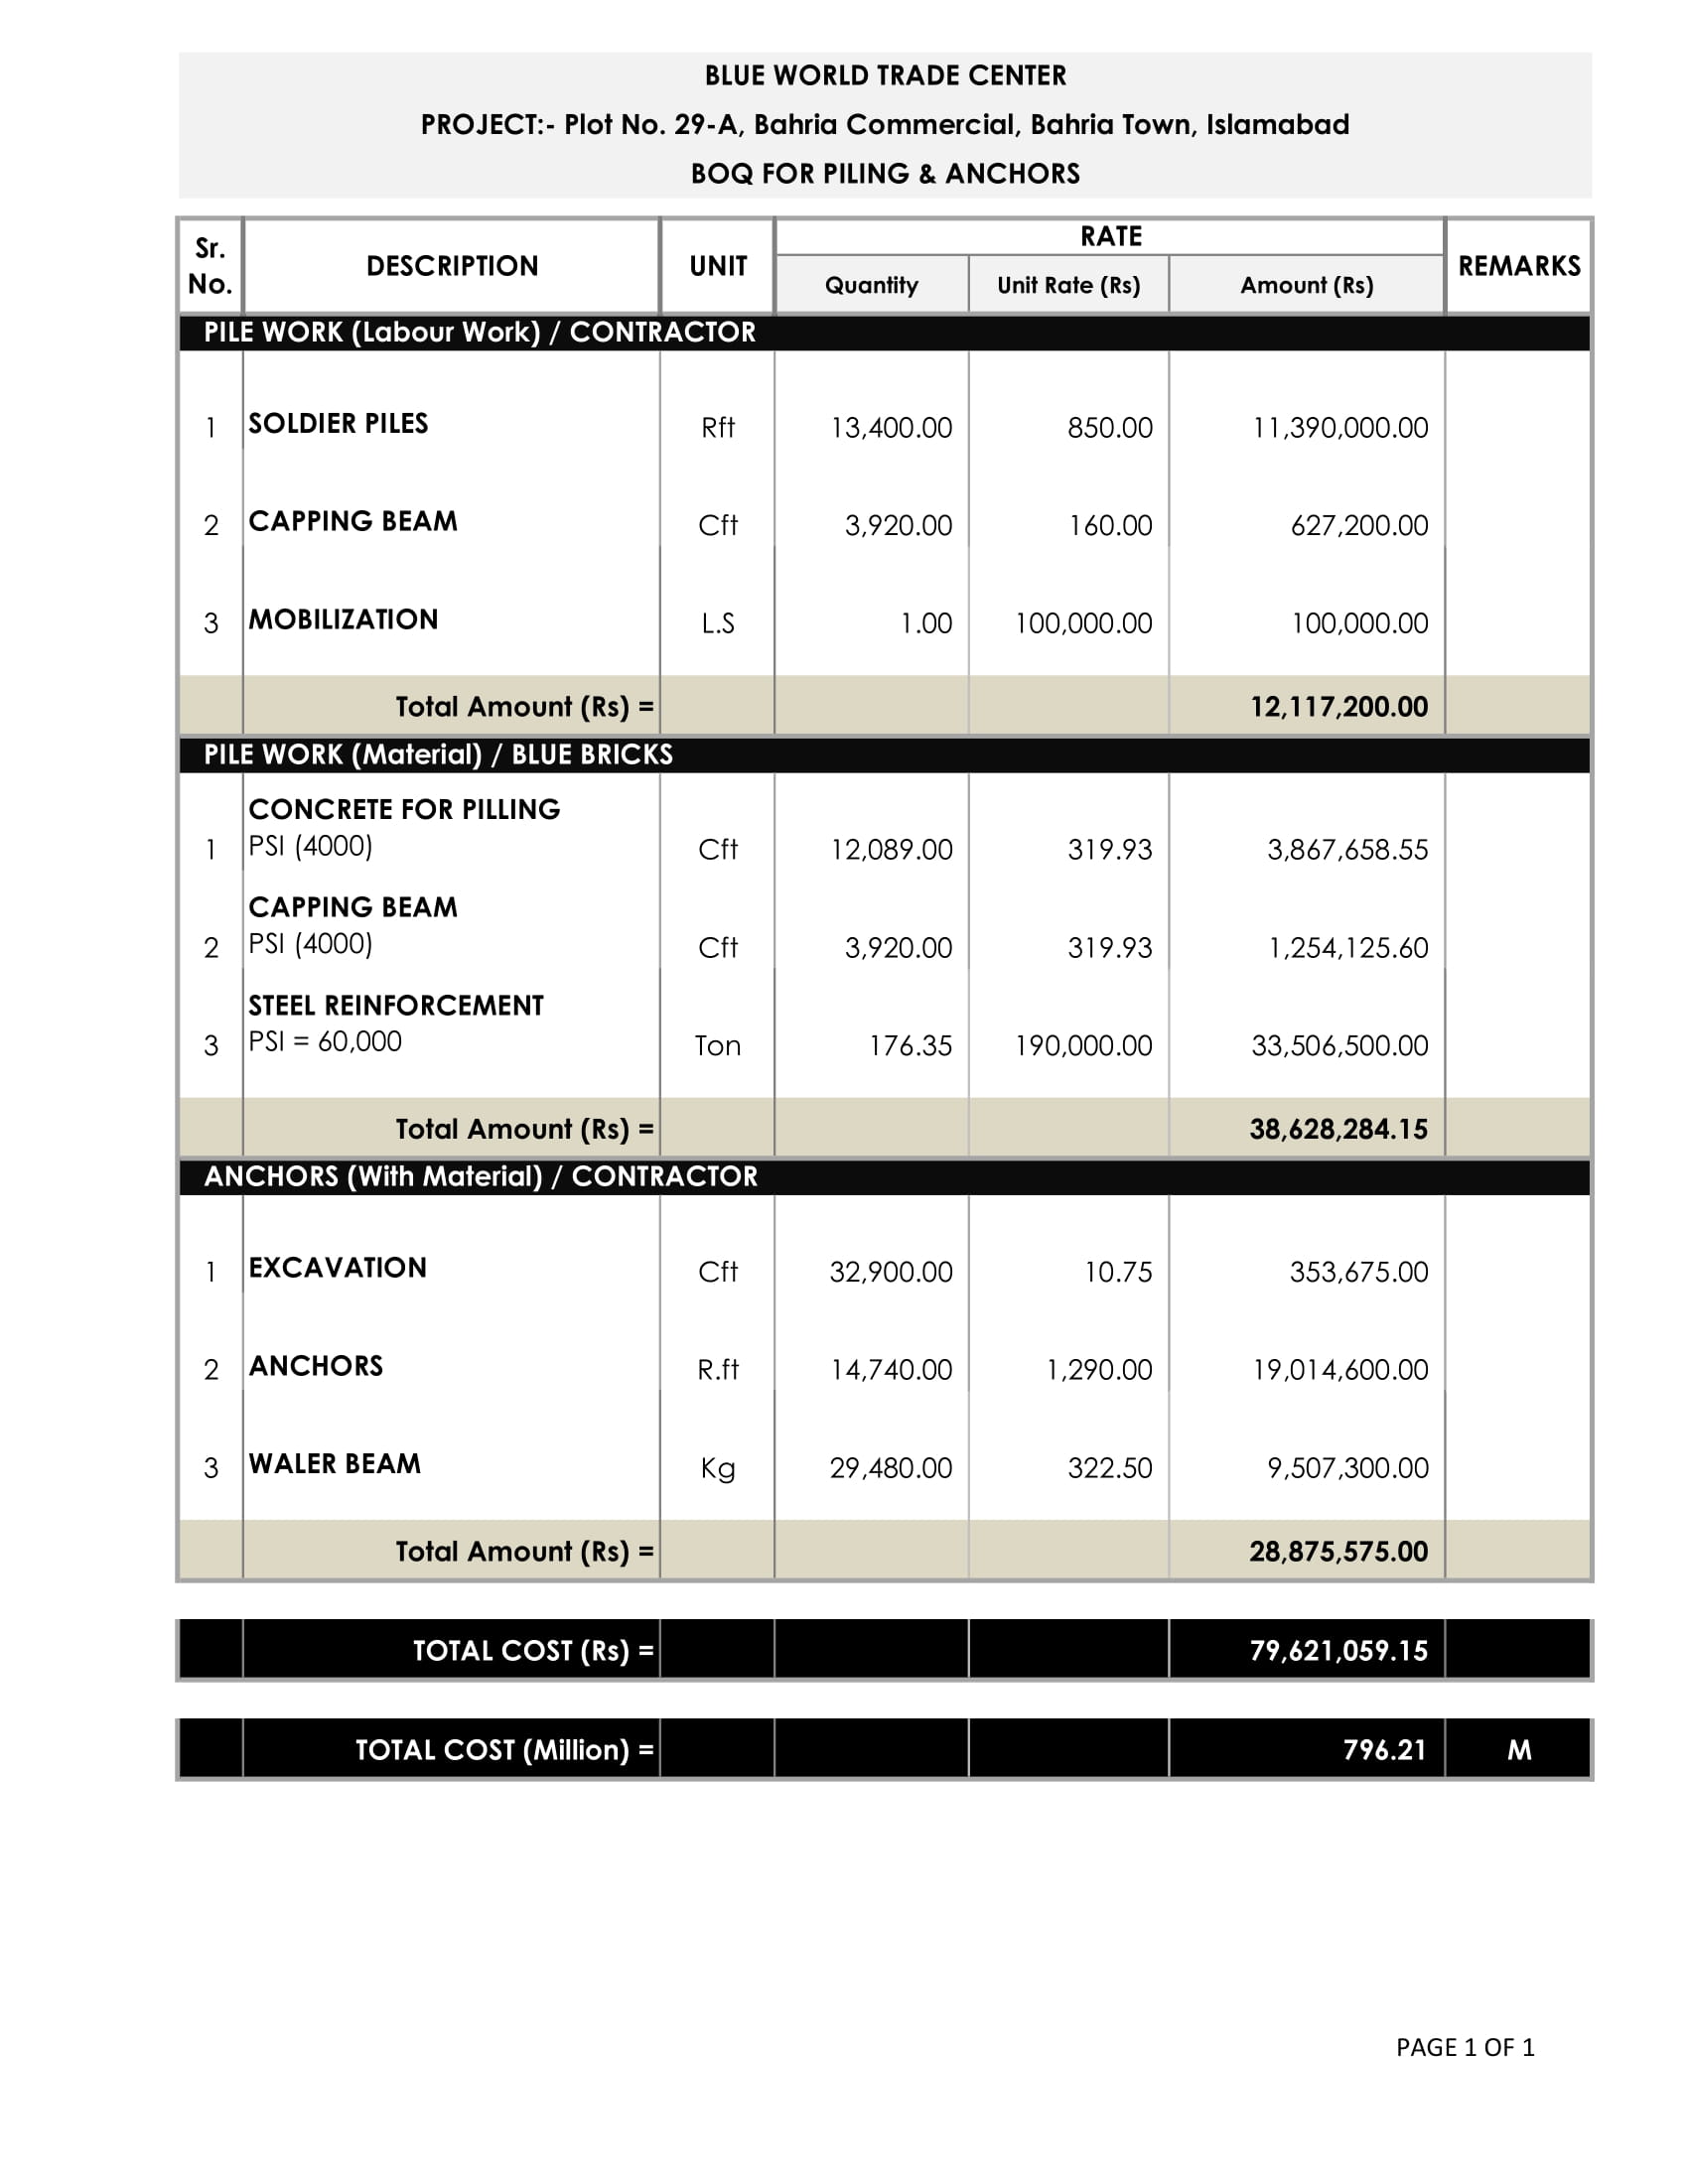 BLUE WORLD TRADE CENTER
PROJECT:- Plot No. 29-A, Bahria Commercial, Bahria Town, Islamabad
BOQ FOR PILING & ANCHORS
Sr. No. DESCRIPTION UNIT RATE REMARKS
Quantity Unit Rate (Rs) Amount (Rs)
PILE WORK (Labour Work) / CONTRACTOR
1 SOLDIER PILES Rft 13,400.00 850.00 11,390,000.00
2 CAPPING BEAM Cft 3,920.00 160.00 627,200.00
3 MOBILIZATION L.S 1.00 100,000.00 100,000.00
Total Amount (Rs) = 12,117,200.00
PILE WORK (Material) / BLUE BRICKS
CONCRETE FOR PILLING
1 PSI (4000) Cft 12,089.00 319.93 3,867,658.55
CAPPING BEAM
2 PSI (4000) Cft 3,920.00 319.93 1,254,125.60
STEEL REINFORCEMENT
3 PSI = 60,000 Ton 176.35 190,000.00 33,506,500.00
Total Amount (Rs) = 38,628,284.15
ANCHORS (With Material) / CONTRACTOR
1 EXCAVATION Cft 32,900.00 10.75 353,675.00
2 ANCHORS R.ft 14,740.00 1,290.00 19,014,600.00
3 WALER BEAM Kg 29,480.00 322.50 9,507,300.00
Total Amount (Rs) = 28,875,575.00
TOTAL COST (Rs) = 79,621,059.15
TOTAL COST (Million) = 796.21 M
PAGE 1 OF 1